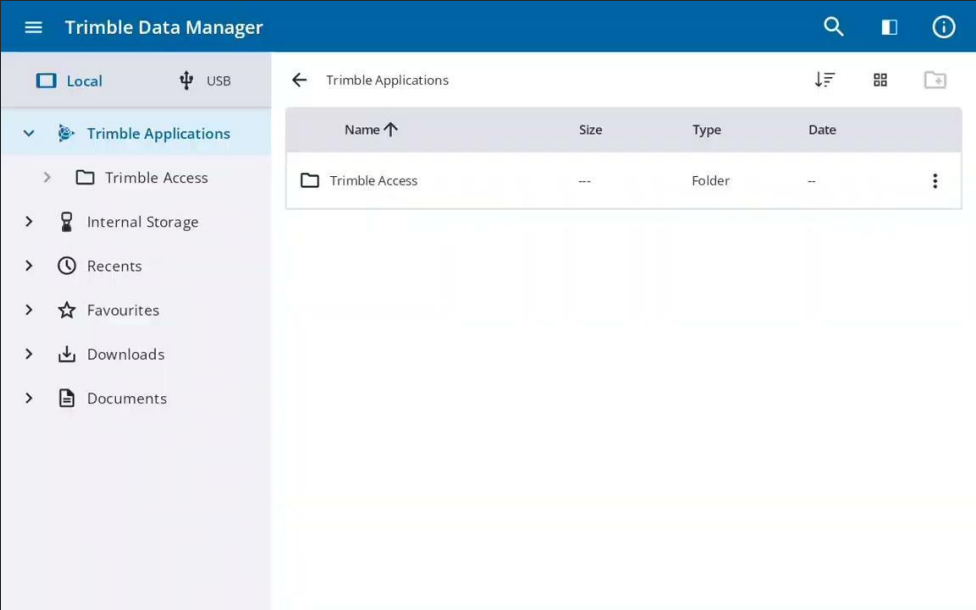 Trimble Data Manager
Local USB
Trimble Applications
Trimble Access
Internal Storage
Recents
Favourites
Downloads
Documents
Trimble Applications
Name Size Type Date
Trimble Access --- Folder --